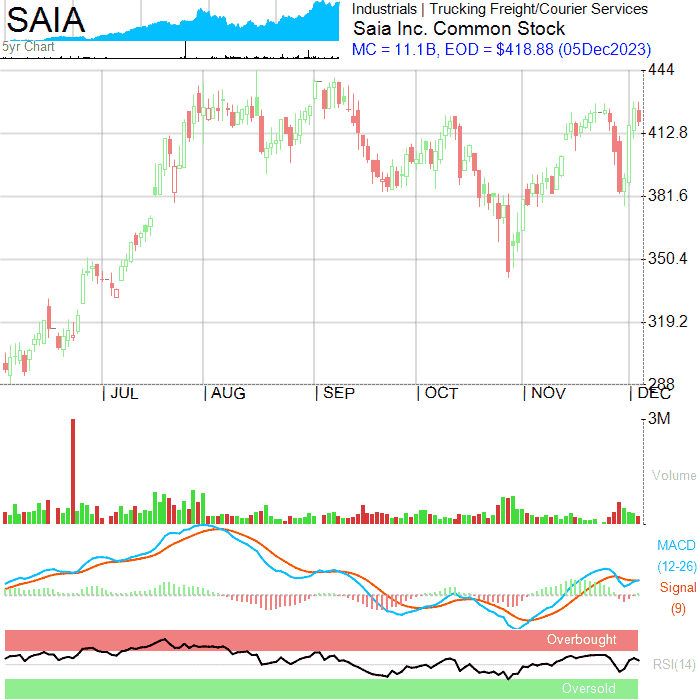 SAIA
5yr Chart
Industrials | Trucking Freight/Courier Services
Saia Inc. Common Stock
MC = 11.1B, EOD = $418.88 (05Dec2023)
444
412.8
381.6
350.4
319.2
288
| JUL | AUG | SEP | OCT | NOV | DEC
3M
Volume
MACD
(12-26)
Signal
(9)
Overbought
RSI(14)
Oversold